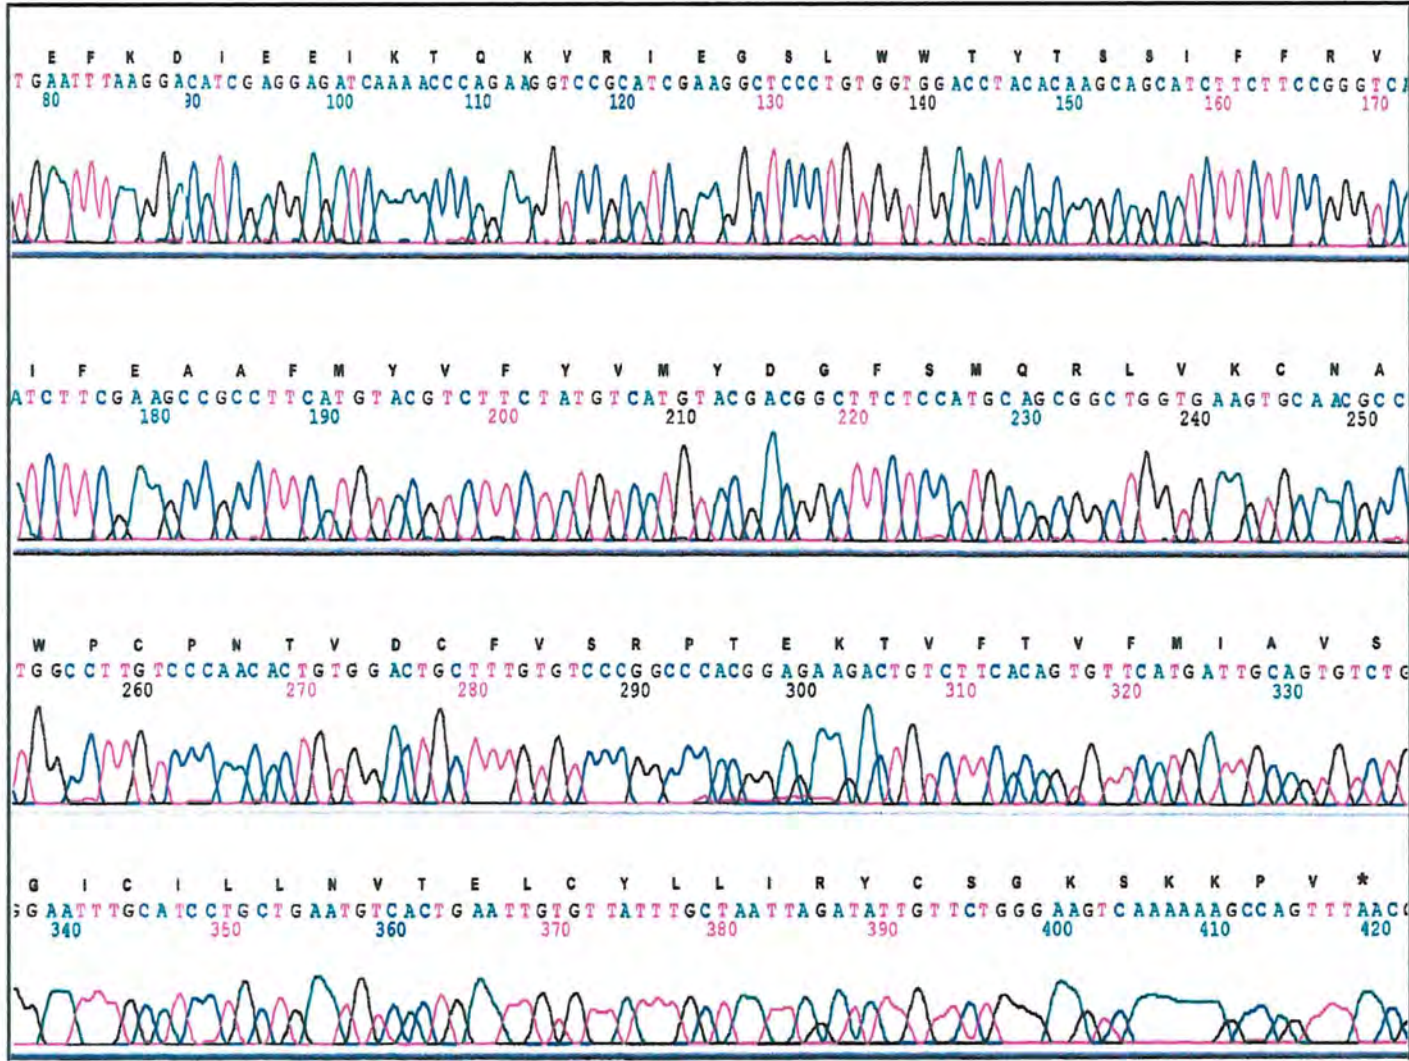 E F K D I E E I K T Q K V R I E G S L W W T Y T S S I F F R V
TGAATTTAAGGACATCGAGGAGATCAAAACCCAGAAGGTCCGCATCGAAGGCTCCCTGTGGTGGACCTACACAAGCAGCATCTTCTTCCGGGTCA
80 90 100 110 120 130 140 150 160 170
I F E A A F M Y V F Y V M Y D G F S M Q R L V K C N A
ATCTTCGAAGCCGCCTTCATGTACGTCTTCTATGTCATGTACGACGGCTTCTCCATGCAGCGGCTGGTGAAGTGCAACGCC
180 190 200 210 220 230 240 250
W P C P N T V D C F V S R P T E K T V F T V F M I A V S
TGGCCTTGTCCCAACACTGTGGACTGCTTTGTGTCCCGGCCCACGGAGAAGACTGTCTTCACAGTGTTCATGATTGCAGTGTCTG
260 270 280 290 300 310 320 330
G I C I L L N V T E L C Y L L I R Y C S G K S K K P V *
GGAATTTGCATCCTGCTGAATGTCACTGAATTGTGTTATTTGCTAATTAGATATTGTTCTGGGAAGTCAAAAAAGCCAGTTTAACG
340 350 360 370 380 390 400 410 420